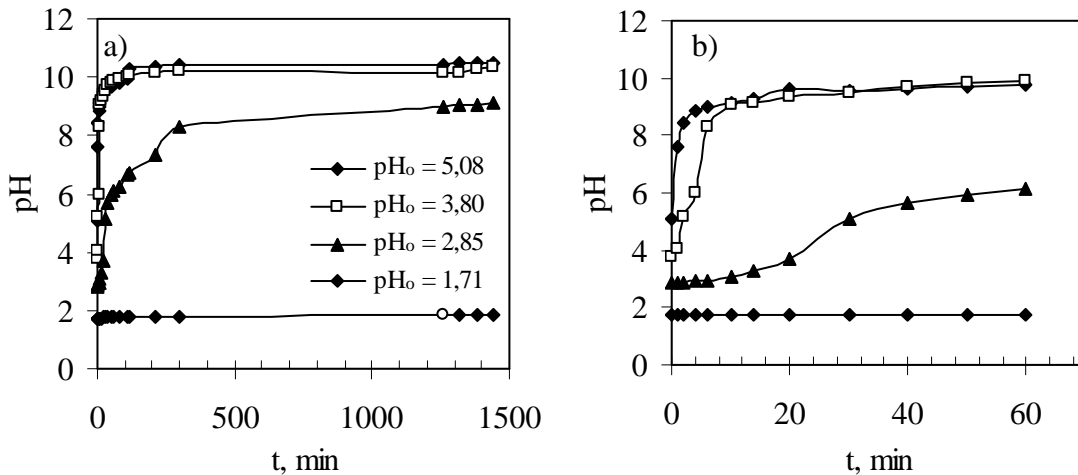 a)
12
10
8
6
4
2
0
pH
0 500 1000 1500
t, min
pHₒ = 5,08
pHₒ = 3,80
pHₒ = 2,85
pHₒ = 1,71
b)
12
10
8
6
4
2
0
pH
0 20 40 60
t, min